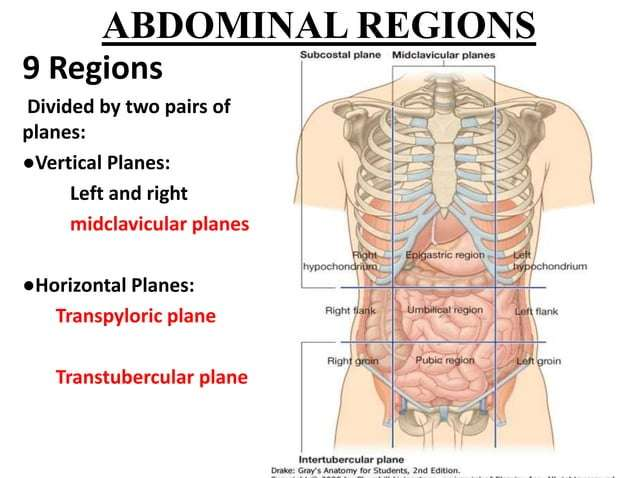 ABDOMINAL REGIONS
9 Regions
Divided by two pairs of
planes:
●Vertical Planes:
Left and right
midclavicular planes
●Horizontal Planes:
Transpyloric plane
Transtubercular plane
Subcostal plane Midclavicular planes
Right
hypochondrium
Epigastric region
Left
hypochondrium
Right flank
Umbilical region
Left flank
Right groin
Pubic region
Left groin
Intertubercular plane
Drake: Gray's Anatomy for Students, 2nd Edition.